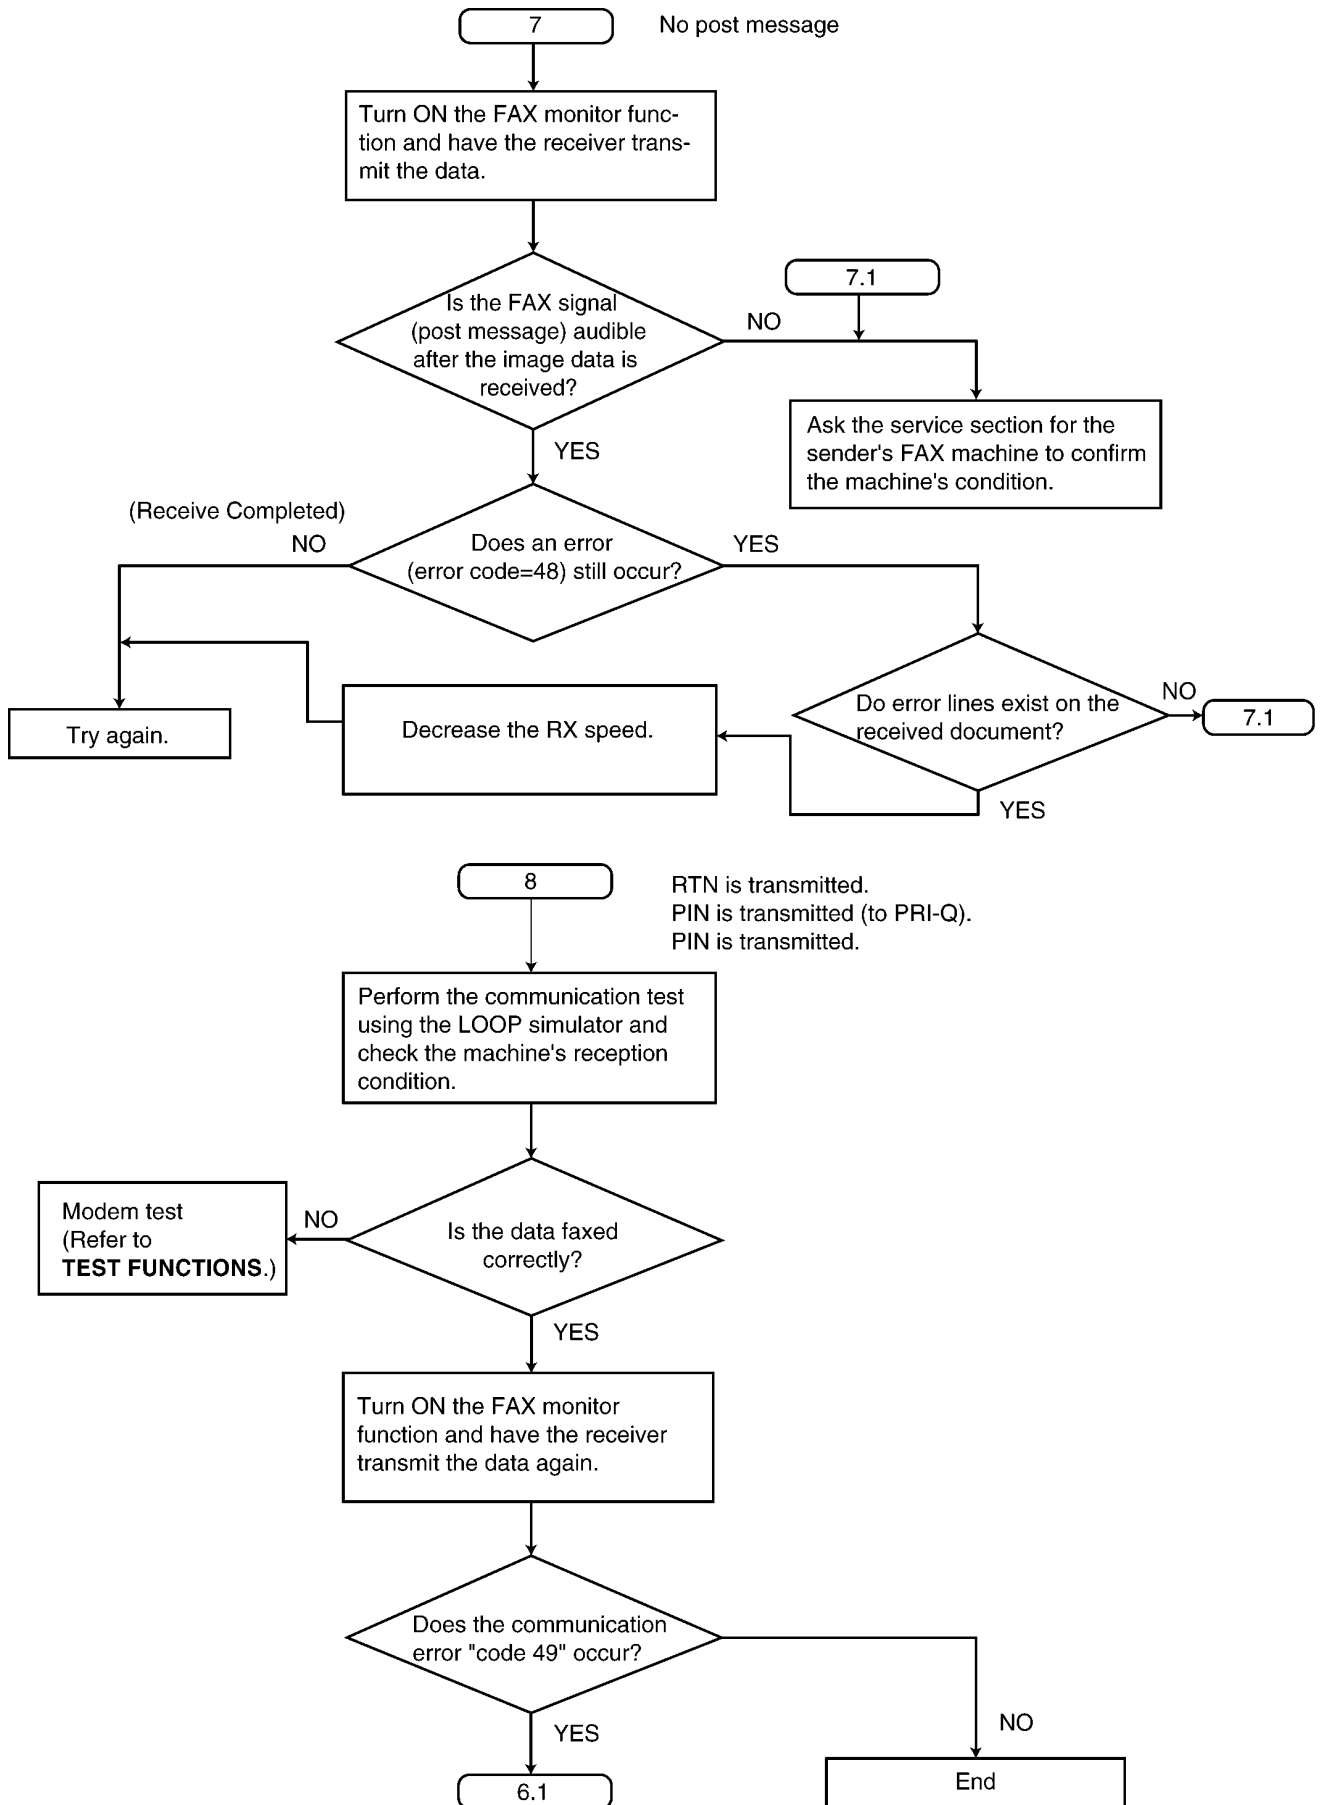 7
No post message
Turn ON the FAX monitor func-
tion and have the receiver trans-
mit the data.
Is the FAX signal
(post message) audible
after the image data is
received?
NO
7.1
Ask the service section for the
sender's FAX machine to confirm
the machine's condition.
YES
(Receive Completed)
NO
Does an error
(error code=48) still occur?
YES
Do error lines exist on the
received document?
NO
7.1
YES
Decrease the RX speed.
Try again.
8
RTN is transmitted.
PIN is transmitted (to PRI-Q).
PIN is transmitted.
Perform the communication test
using the LOOP simulator and
check the machine's reception
condition.
Is the data faxed
correctly?
NO
Modem test
(Refer to
TEST FUNCTIONS.)
YES
Turn ON the FAX monitor
function and have the receiver
transmit the data again.
Does the communication
error "code 49" occur?
YES
NO
6.1
End